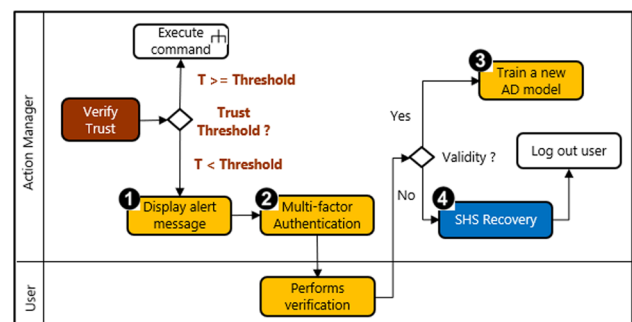 Action Manager
Execute
command
T >= Threshold
Verify
Trust
Trust
Threshold ?
T < Threshold
1
Display alert
message
2
Multi-factor
Authentication
3
Train a new
AD model
Yes
Validity ?
No
Log out user
4
SHS Recovery
User
Performs
verification